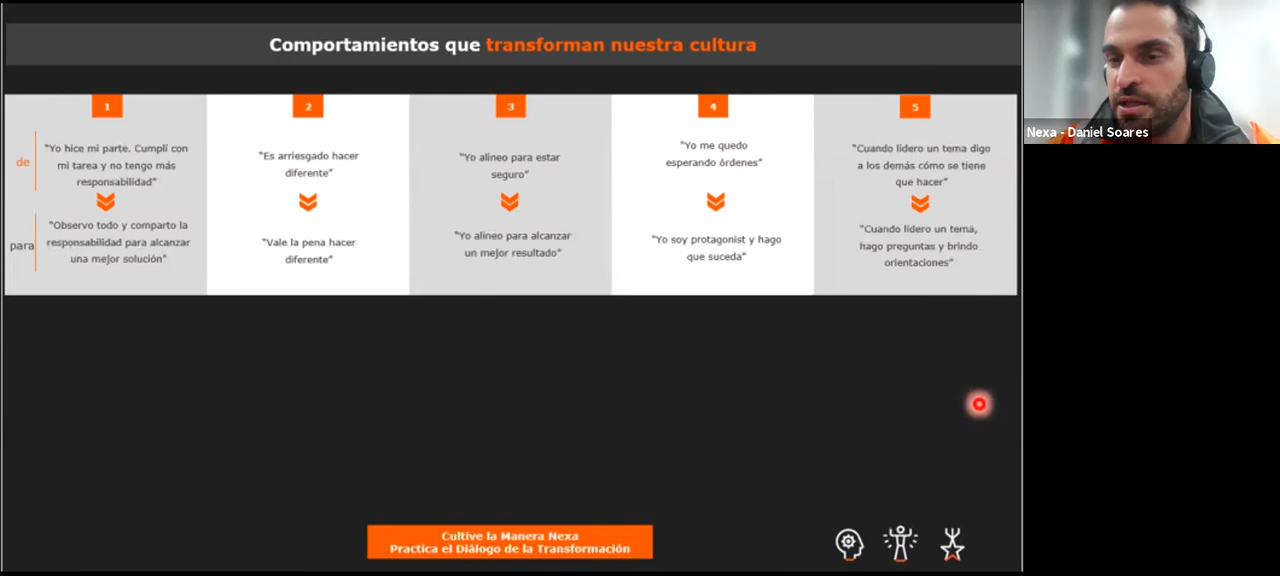 Comportamientos que transforman nuestra cultura
1
2
3
4
5
de
"Yo hice mi parte. Cumplí con
mi tarea y no tengo más
responsabilidad"
"Es arriesgado hacer
diferente"
"Yo alineo para estar
seguro"
"Yo me quedo
esperando órdenes"
"Cuando lidero un tema digo
a los demás cómo se tiene
que hacer"
para
"Observo todo y comparto la
responsabilidad para alcanzar
una mejor solución"
"Vale la pena hacer
diferente"
"Yo alineo para alcanzar
un mejor resultado"
"Yo soy protagonist y hago
que suceda"
"Cuando lidero un tema,
hago preguntas y brindo
orientaciones"
Cultive la Manera Nexa
Practica el Diálogo de la Transformación
Nexa - Daniel Soares